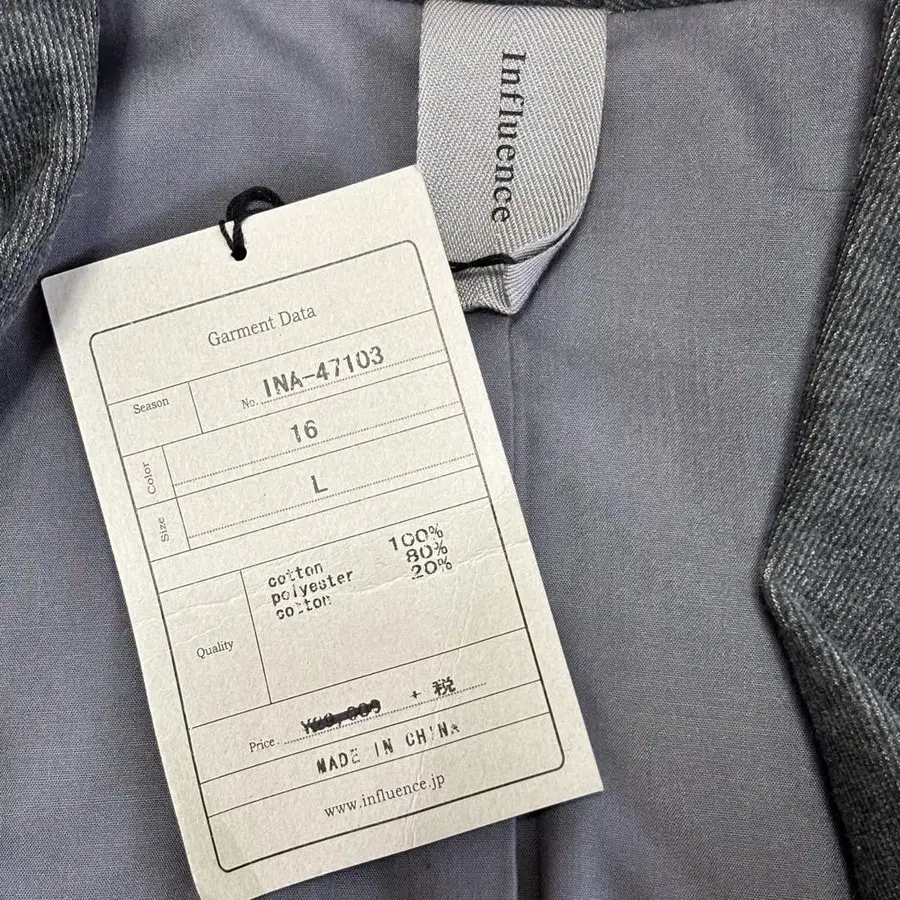 Influence
Garment Data
Season
No. INA-47103
Color 16
Size L
Quality
cotton 100%
polyester 80%
cotton 20%
Price. + 税
MADE IN CHINA
www.influence.jp